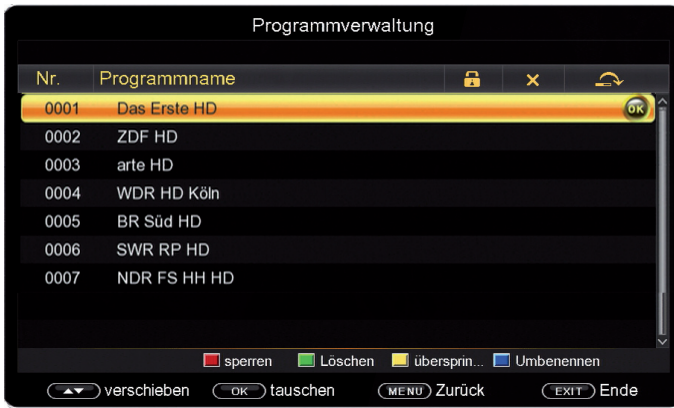 Programmverwaltung
Nr. Programmname
0001 Das Erste HD OK
0002 ZDF HD
0003 arte HD
0004 WDR HD Köln
0005 BR Süd HD
0006 SWR RP HD
0007 NDR FS HH HD
sperren Löschen übersprin... Umbenennen
verschieben OK tauschen MENU Zurück EXIT Ende